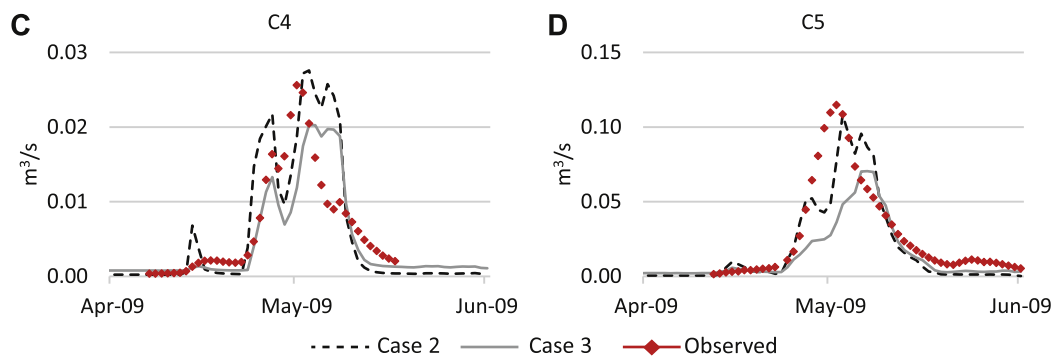 C
C4
0.03
0.02
0.01
0.00
m³/s
Apr-09
May-09
Jun-09
D
C5
0.15
0.10
0.05
0.00
m³/s
Apr-09
May-09
Jun-09
Case 2
Case 3
Observed